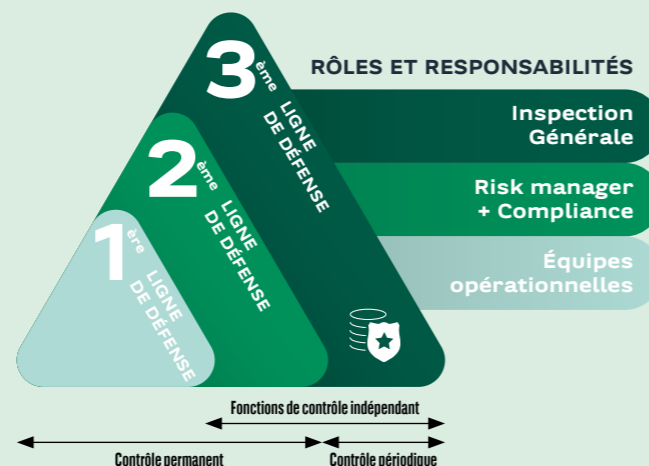 RÔLES ET RESPONSABILITÉS
3ème LIGNE
DE DÉFENSE
Inspection
Générale
2ème LIGNE
DE DÉFENSE
Risk manager
+ Compliance
1ère LIGNE
DE DÉFENSE
Équipes
opérationnelles
Fonctions de contrôle indépendant
Contrôle permanent
Contrôle périodique